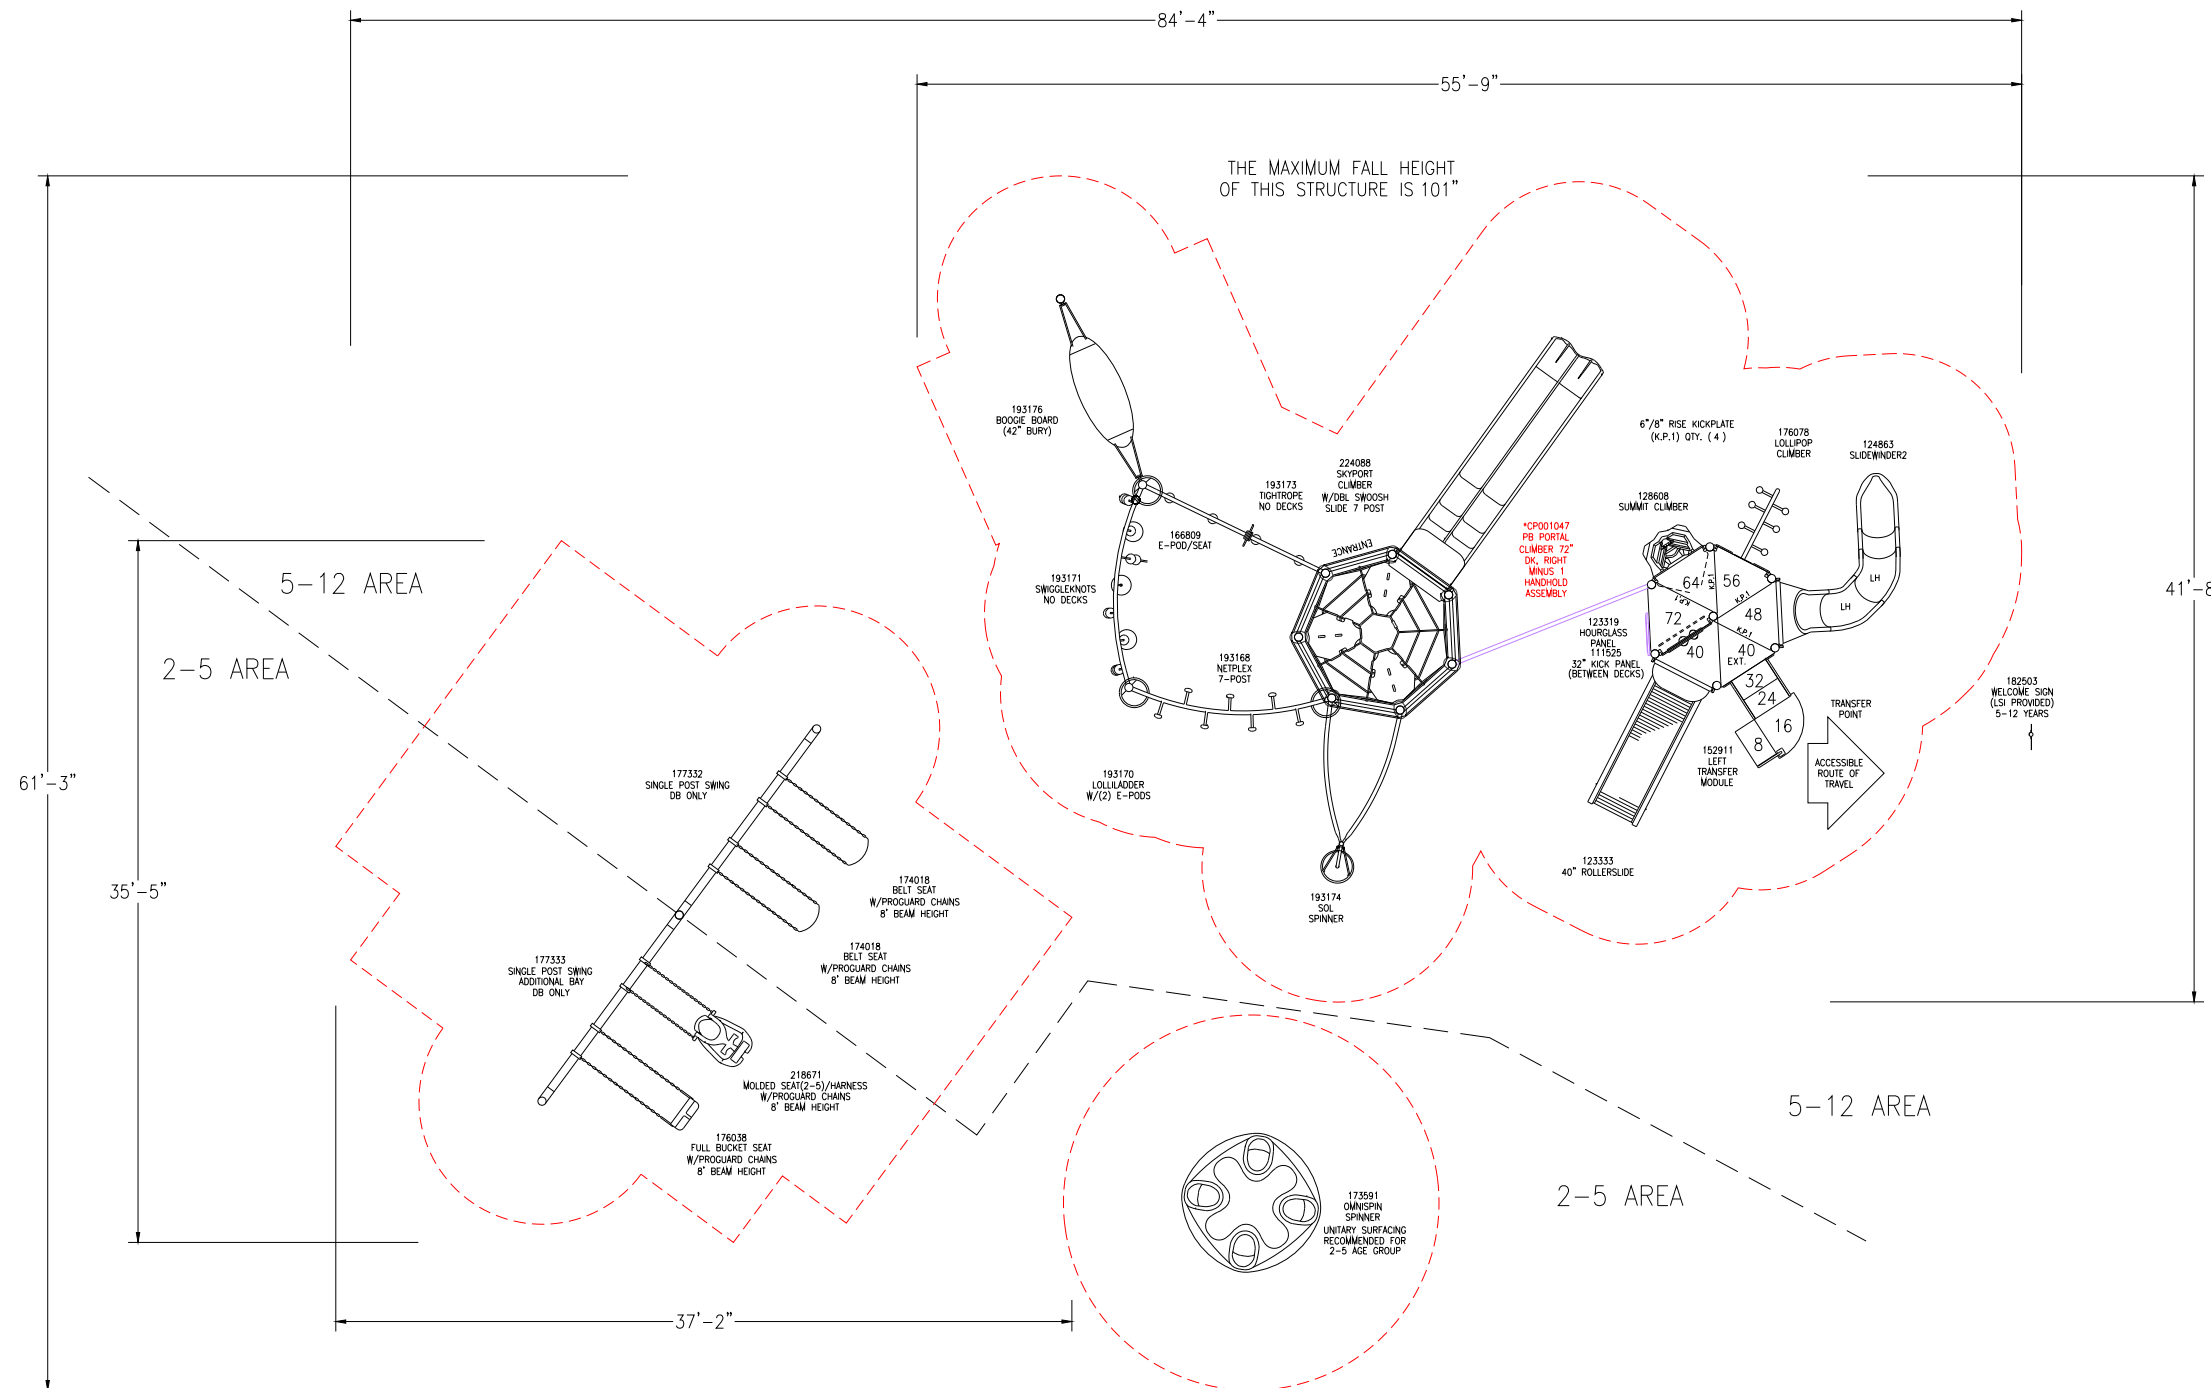 84'-4"
55'-9"
THE MAXIMUM FALL HEIGHT
OF THIS STRUCTURE IS 101"
193176
BOOGIE BOARD
(42" BURY)
193173
TIGHTROPE
NO DECKS
224088
SKYPORT
CLIMBER
W/DBL SWOOSH
SLIDE 7 POST
6"/8" RISE KICKPLATE
(K.P.1) QTY. ( 4 )
176078
LOLLIPOP
CLIMBER
124863
SLIDEWINDER2
128608
SUMMIT CLIMBER
166809
E-POD/SEAT
ENTRANCE
*CP001047
PB PORTAL
CLIMBER 72"
DK, RIGHT
MINUS 1
HANDHOLD
ASSEMBLY
193171
SWIGGLEKNOTS
NO DECKS
5-12 AREA
2-5 AREA
64
K.P.1
56
K.P.1
K.P.1
72
48
K.P.1
40
40
EXT.
LH
LH
32
24
16
8
41'-8
123319
HOURGLASS
PANEL
111525
32" KICK PANEL
(BETWEEN DECKS)
193168
NETPLEX
7-POST
182503
WELCOME SIGN
(LSI PROVIDED)
5-12 YEARS
TRANSFER
POINT
ACCESSIBLE
ROUTE OF
TRAVEL
152911
LEFT
TRANSFER
MODULE
61'-3"
177332
SINGLE POST SWING
DB ONLY
193170
LOLLILADDER
W/(2) E-PODS
123333
40" ROLLERSLIDE
35'-5"
174018
BELT SEAT
W/PROGUARD CHAINS
8' BEAM HEIGHT
193174
SOL
SPINNER
174018
BELT SEAT
W/PROGUARD CHAINS
8' BEAM HEIGHT
177333
SINGLE POST SWING
ADDITIONAL BAY
DB ONLY
218671
MOLDED SEAT(2-5)/HARNESS
W/PROGUARD CHAINS
8' BEAM HEIGHT
5-12 AREA
176038
FULL BUCKET SEAT
W/PROGUARD CHAINS
8' BEAM HEIGHT
173591
OMNISPIN
SPINNER
UNITARY SURFACING
RECOMMENDED FOR
2-5 AGE GROUP
2-5 AREA
37'-2"